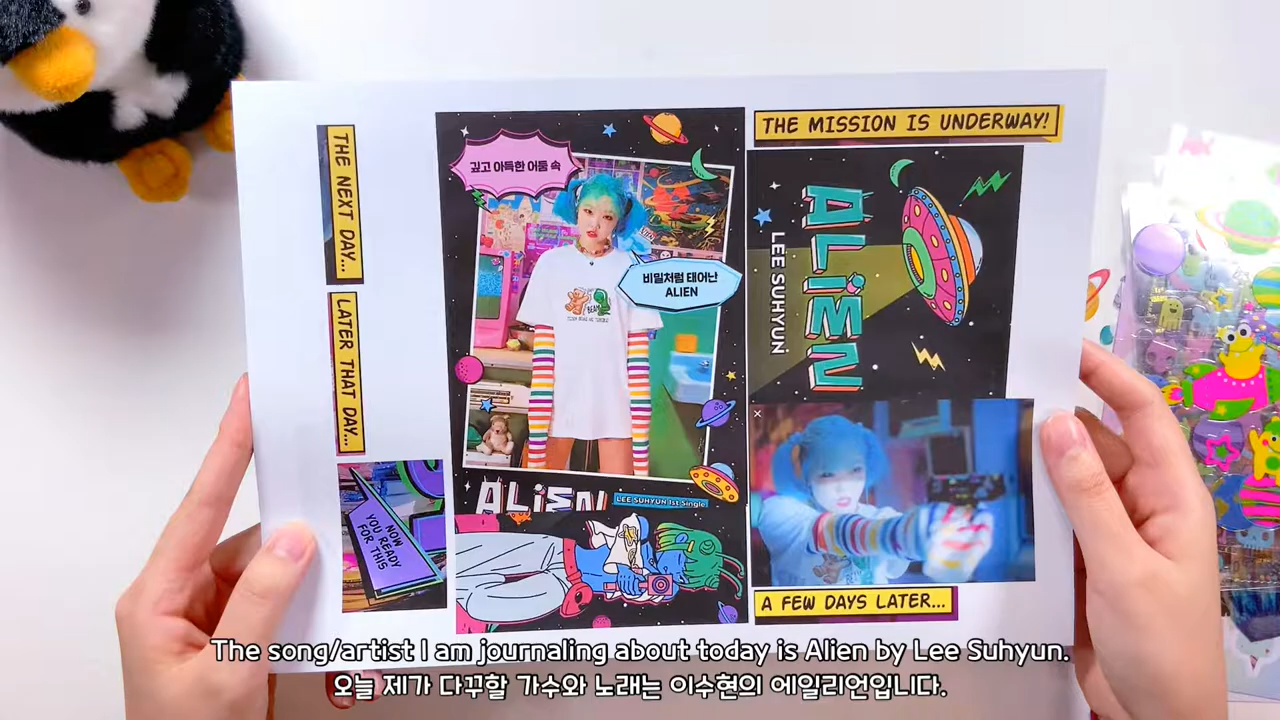 THE NEXT DAY...
LATER THAT DAY...
NOW
YOU READY
FOR THIS
깊고 아득한 어둠 속
비밀처럼 태어난
ALIEN
BEAM
ALIEN
LEE SUHYUN 1st Single
THE MISSION IS UNDERWAY!
ALIEN
LEE SUHYUN
A FEW DAYS LATER...
The song/artist I am journaling about today is Alien by Lee Suhyun.
오늘 제가 다꾸할 가수와 노래는 이수현의 에일리언입니다.